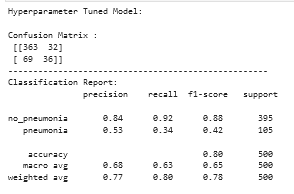 Hyperparameter Tuned Model:
Confusion Matrix :
[[363 32]
[ 69 36]]
------------------------------------------------
Classification Report:
precision recall f1-score support
no_pneumonia 0.84 0.92 0.88 395
pneumonia 0.53 0.34 0.42 105
accuracy 0.80 500
macro avg 0.68 0.63 0.65 500
weighted avg 0.77 0.80 0.78 500